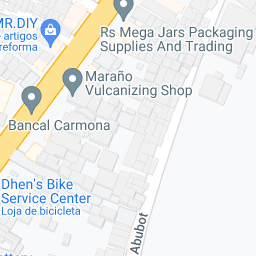 MR.DIY
e artigos
reforma
Rs Mega Jars Packaging
Supplies And Trading
Maraño
Vulcanizing Shop
Bancal Carmona
Dhen's Bike
Service Center
Loja de bicicleta
Abubot